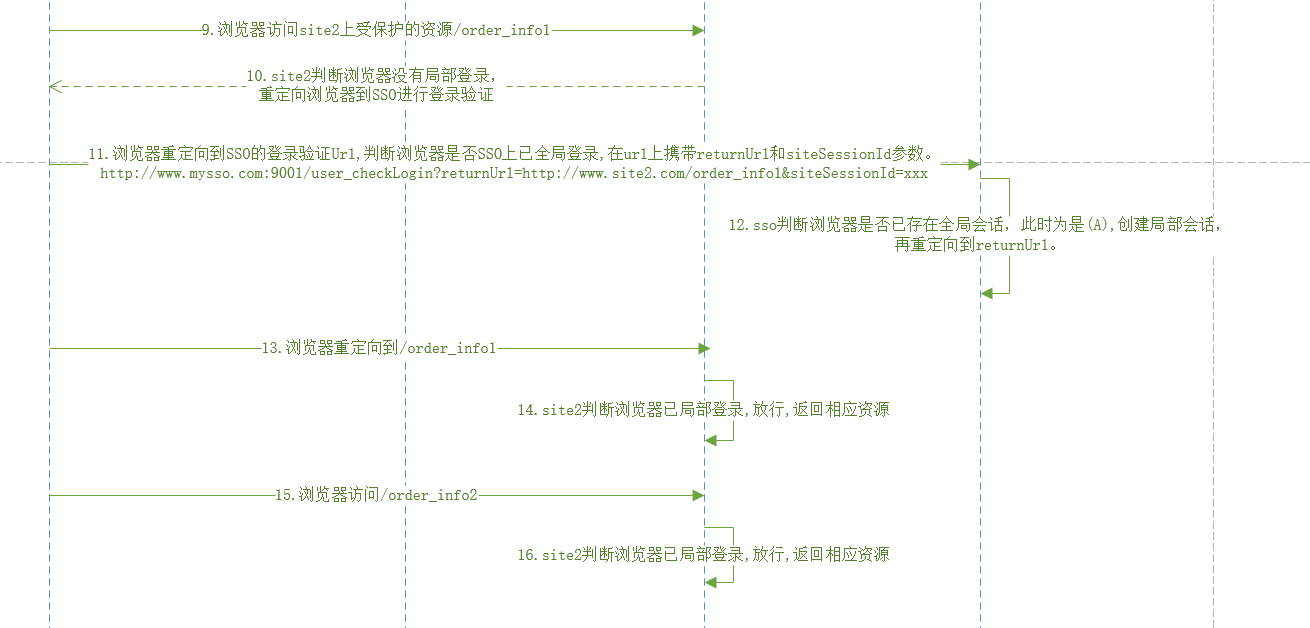 9.浏览器访问site2上受保护的资源/order_info1
10.site2判断浏览器没有局部登录,
重定向浏览器到SSO进行登录验证
11.浏览器重定向到SSO的登录验证Url,判断浏览器是否SSO上已全局登录,在url上携带returnUrl和siteSessionId参数。
http://www.mysso.com:9001/user_checkLogin?returnUrl=http://www.site2.com/order_info1&siteSessionId=xxx
12.sso判断浏览器是否已存在全局会话，此时为是(A),创建局部会话,
再重定向到returnUrl。
13.浏览器重定向到/order_info1
14.site2判断浏览器已局部登录,放行,返回相应资源
15.浏览器访问/order_info2
16.site2判断浏览器已局部登录,放行,返回相应资源